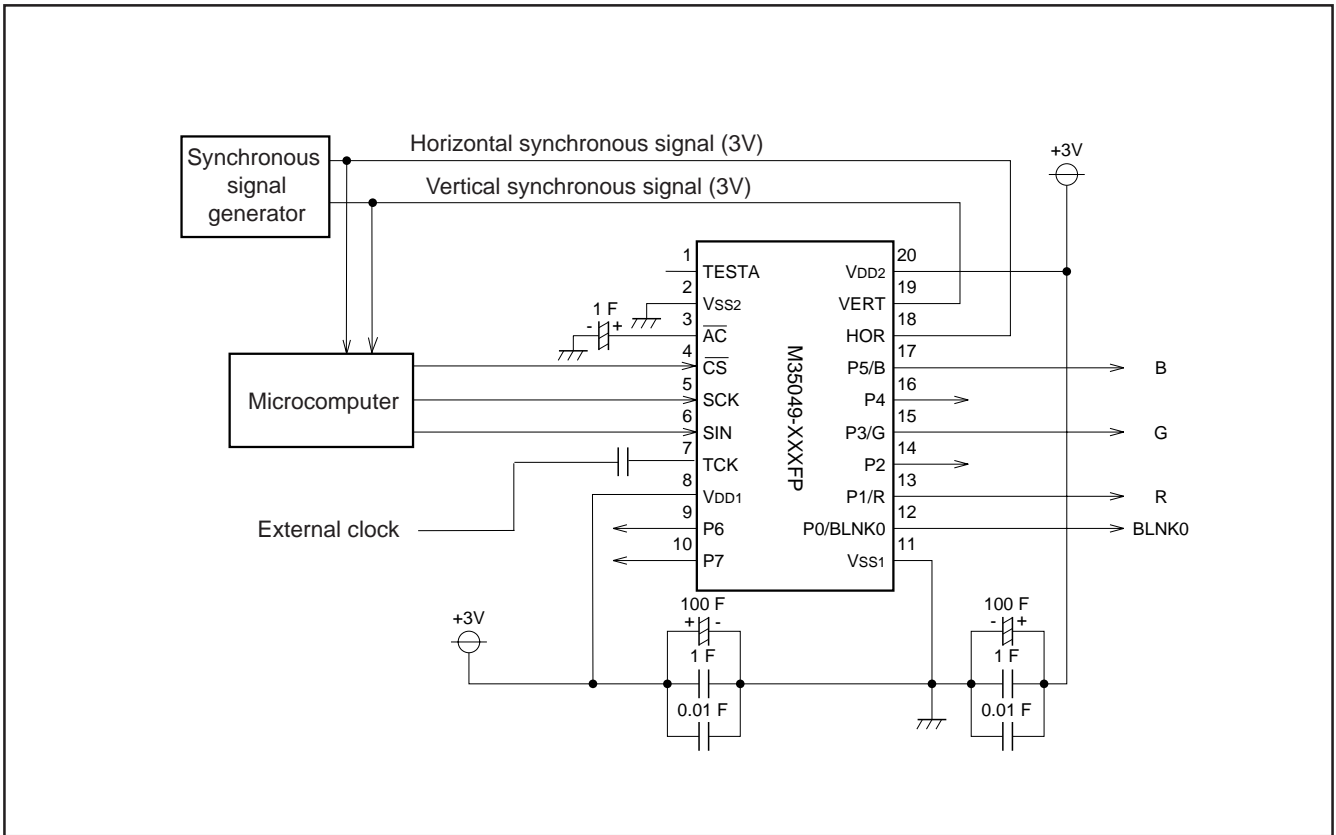 Synchronous
signal
generator
Horizontal synchronous signal (3V)
Vertical synchronous signal (3V)
+3V
Microcomputer
External clock
1 F
- +
1
TESTA
2
VSS2
3
AC
4
CS
5
SCK
6
SIN
7
TCK
8
VDD1
9
P6
10
P7
M35049-XXXFP
20
VDD2
19
VERT
18
HOR
17
P5/B
16
P4
15
P3/G
14
P2
13
P1/R
12
P0/BLNK0
11
VSS1
B
G
R
BLNK0
+3V
100 F
+ -
1 F
0.01 F
100 F
- +
1 F
0.01 F